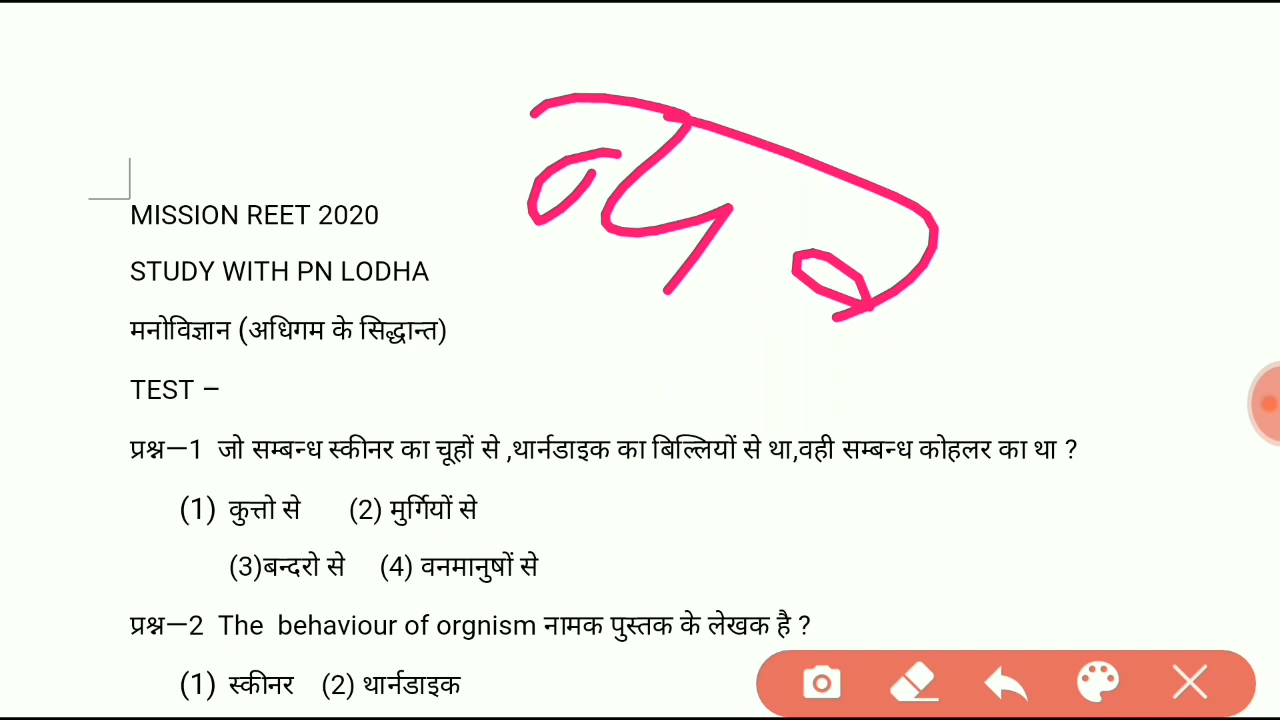 MISSION REET 2020
STUDY WITH PN LODHA
मनोविज्ञान (अधिगम के सिद्धान्त)
TEST –
प्रश्न—1 जो सम्बन्ध स्कीनर का चूहों से ,थार्नडाइक का बिल्लियों से था,वही सम्बन्ध कोहलर का था ?
(1) कुत्तो से (2) मुर्गियों से
(3)बन्दरो से (4) वनमानुषों से
प्रश्न—2 The behaviour of orgnism नामक पुस्तक के लेखक है ?
(1) स्कीनर (2) थार्नडाइक